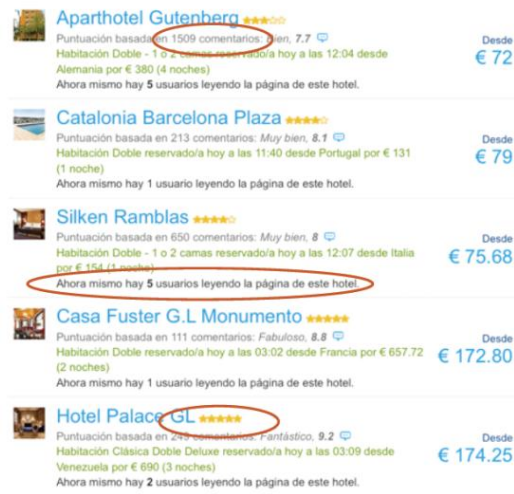 Aparthotel Gutenberg
Puntuación basada en 1509 comentarios: Bien, 7.7
Desde
Habitación Doble - 1 o 2 camas reservado/a hoy a las 12:04 desde
€ 72
Alemania por € 380 (4 noches)
Ahora mismo hay 5 usuarios leyendo la página de este hotel.
Catalonia Barcelona Plaza
Puntuación basada en 213 comentarios: Muy bien, 8.1
Desde
Habitación Doble reservado/a hoy a las 11:40 desde Portugal por € 131
€ 79
(1 noche)
Ahora mismo hay 1 usuario leyendo la página de este hotel.
Silken Ramblas
Puntuación basada en 650 comentarios: Muy bien, 8
Desde
Habitación Doble - 1 o 2 camas reservado/a hoy a las 12:07 desde Italia
€ 75.68
por € 154 (1 noche)
Ahora mismo hay 5 usuarios leyendo la página de este hotel.
Casa Fuster G.L Monumento
Puntuación basada en 111 comentarios: Fabuloso, 8.8
Desde
Habitación Doble reservado/a hoy a las 03:02 desde Francia por € 657.72
€ 172.80
(2 noches)
Ahora mismo hay 1 usuario leyendo la página de este hotel.
Hotel Palace GL
Puntuación basada en 249 comentarios: Fantástico, 9.2
Desde
Habitación Clásica Doble Deluxe reservado/a hoy a las 03:09 desde
€ 174.25
Venezuela por € 690 (3 noches)
Ahora mismo hay 2 usuarios leyendo la página de este hotel.